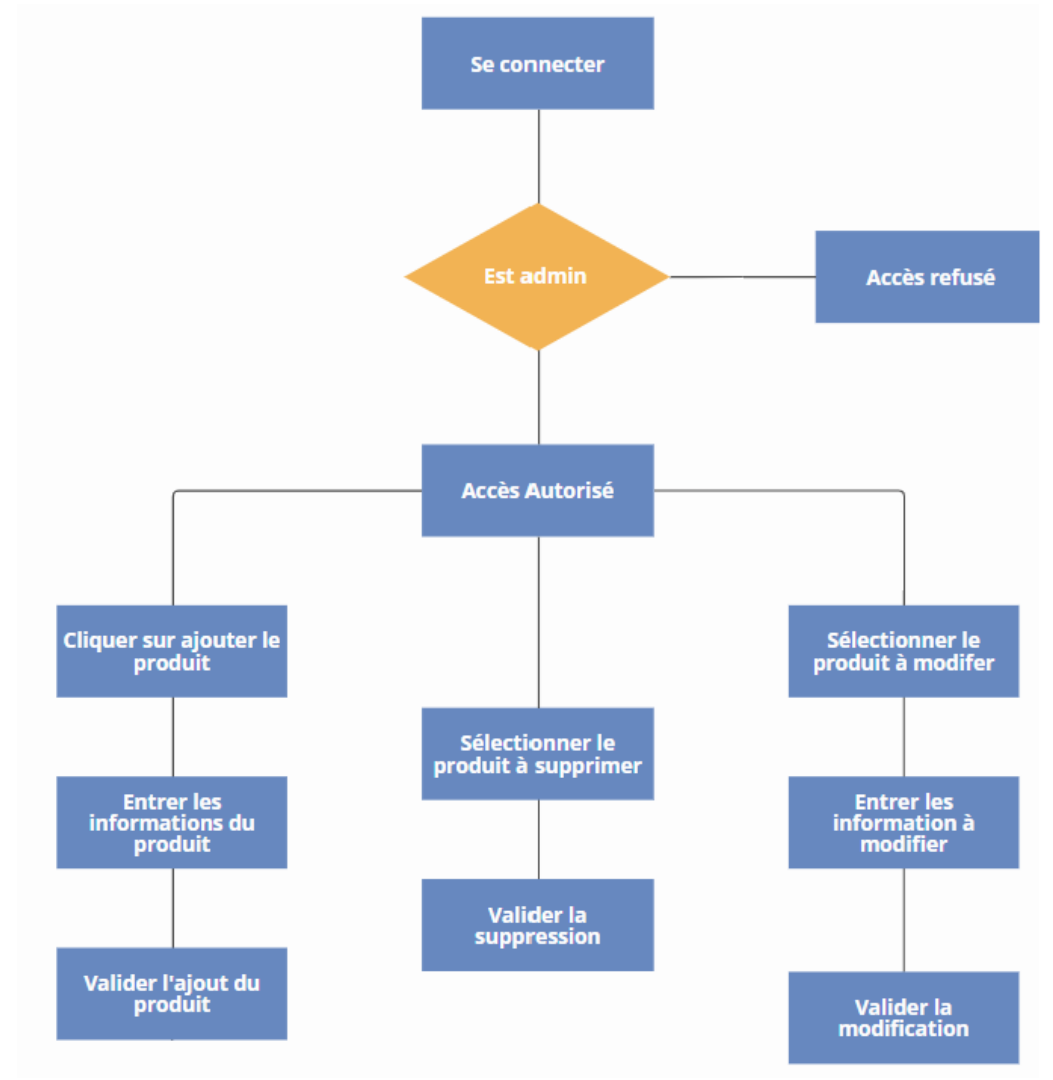 Se connecter
Est admin
Accès refusé
Accès Autorisé
Cliquer sur ajouter le
produit
Entrer les
informations du
produit
Valider l'ajout du
produit
Sélectionner le
produit à supprimer
Valider la
suppression
Sélectionner le
produit à modifer
Entrer les
information à
modifier
Valider la
modification